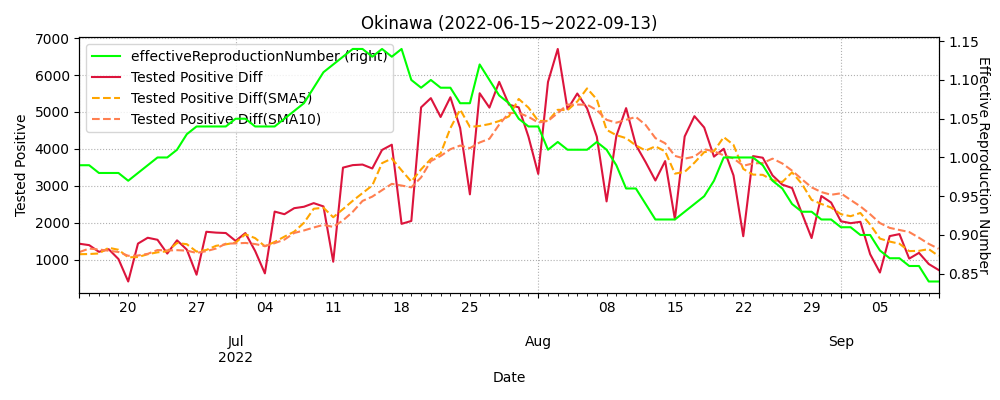 Okinawa (2022-06-15~2022-09-13)
effectiveReproductionNumber (right)
Tested Positive Diff
Tested Positive Diff(SMA5)
Tested Positive Diff(SMA10)
Tested Positive
7000
6000
5000
4000
3000
2000
1000
1.15
1.10
1.05
1.00
0.95
0.90
0.85
Effective Reproduction Number
20 27 04 11 18 25 08 15 22 29 05
Jul Aug Sep
2022
Date